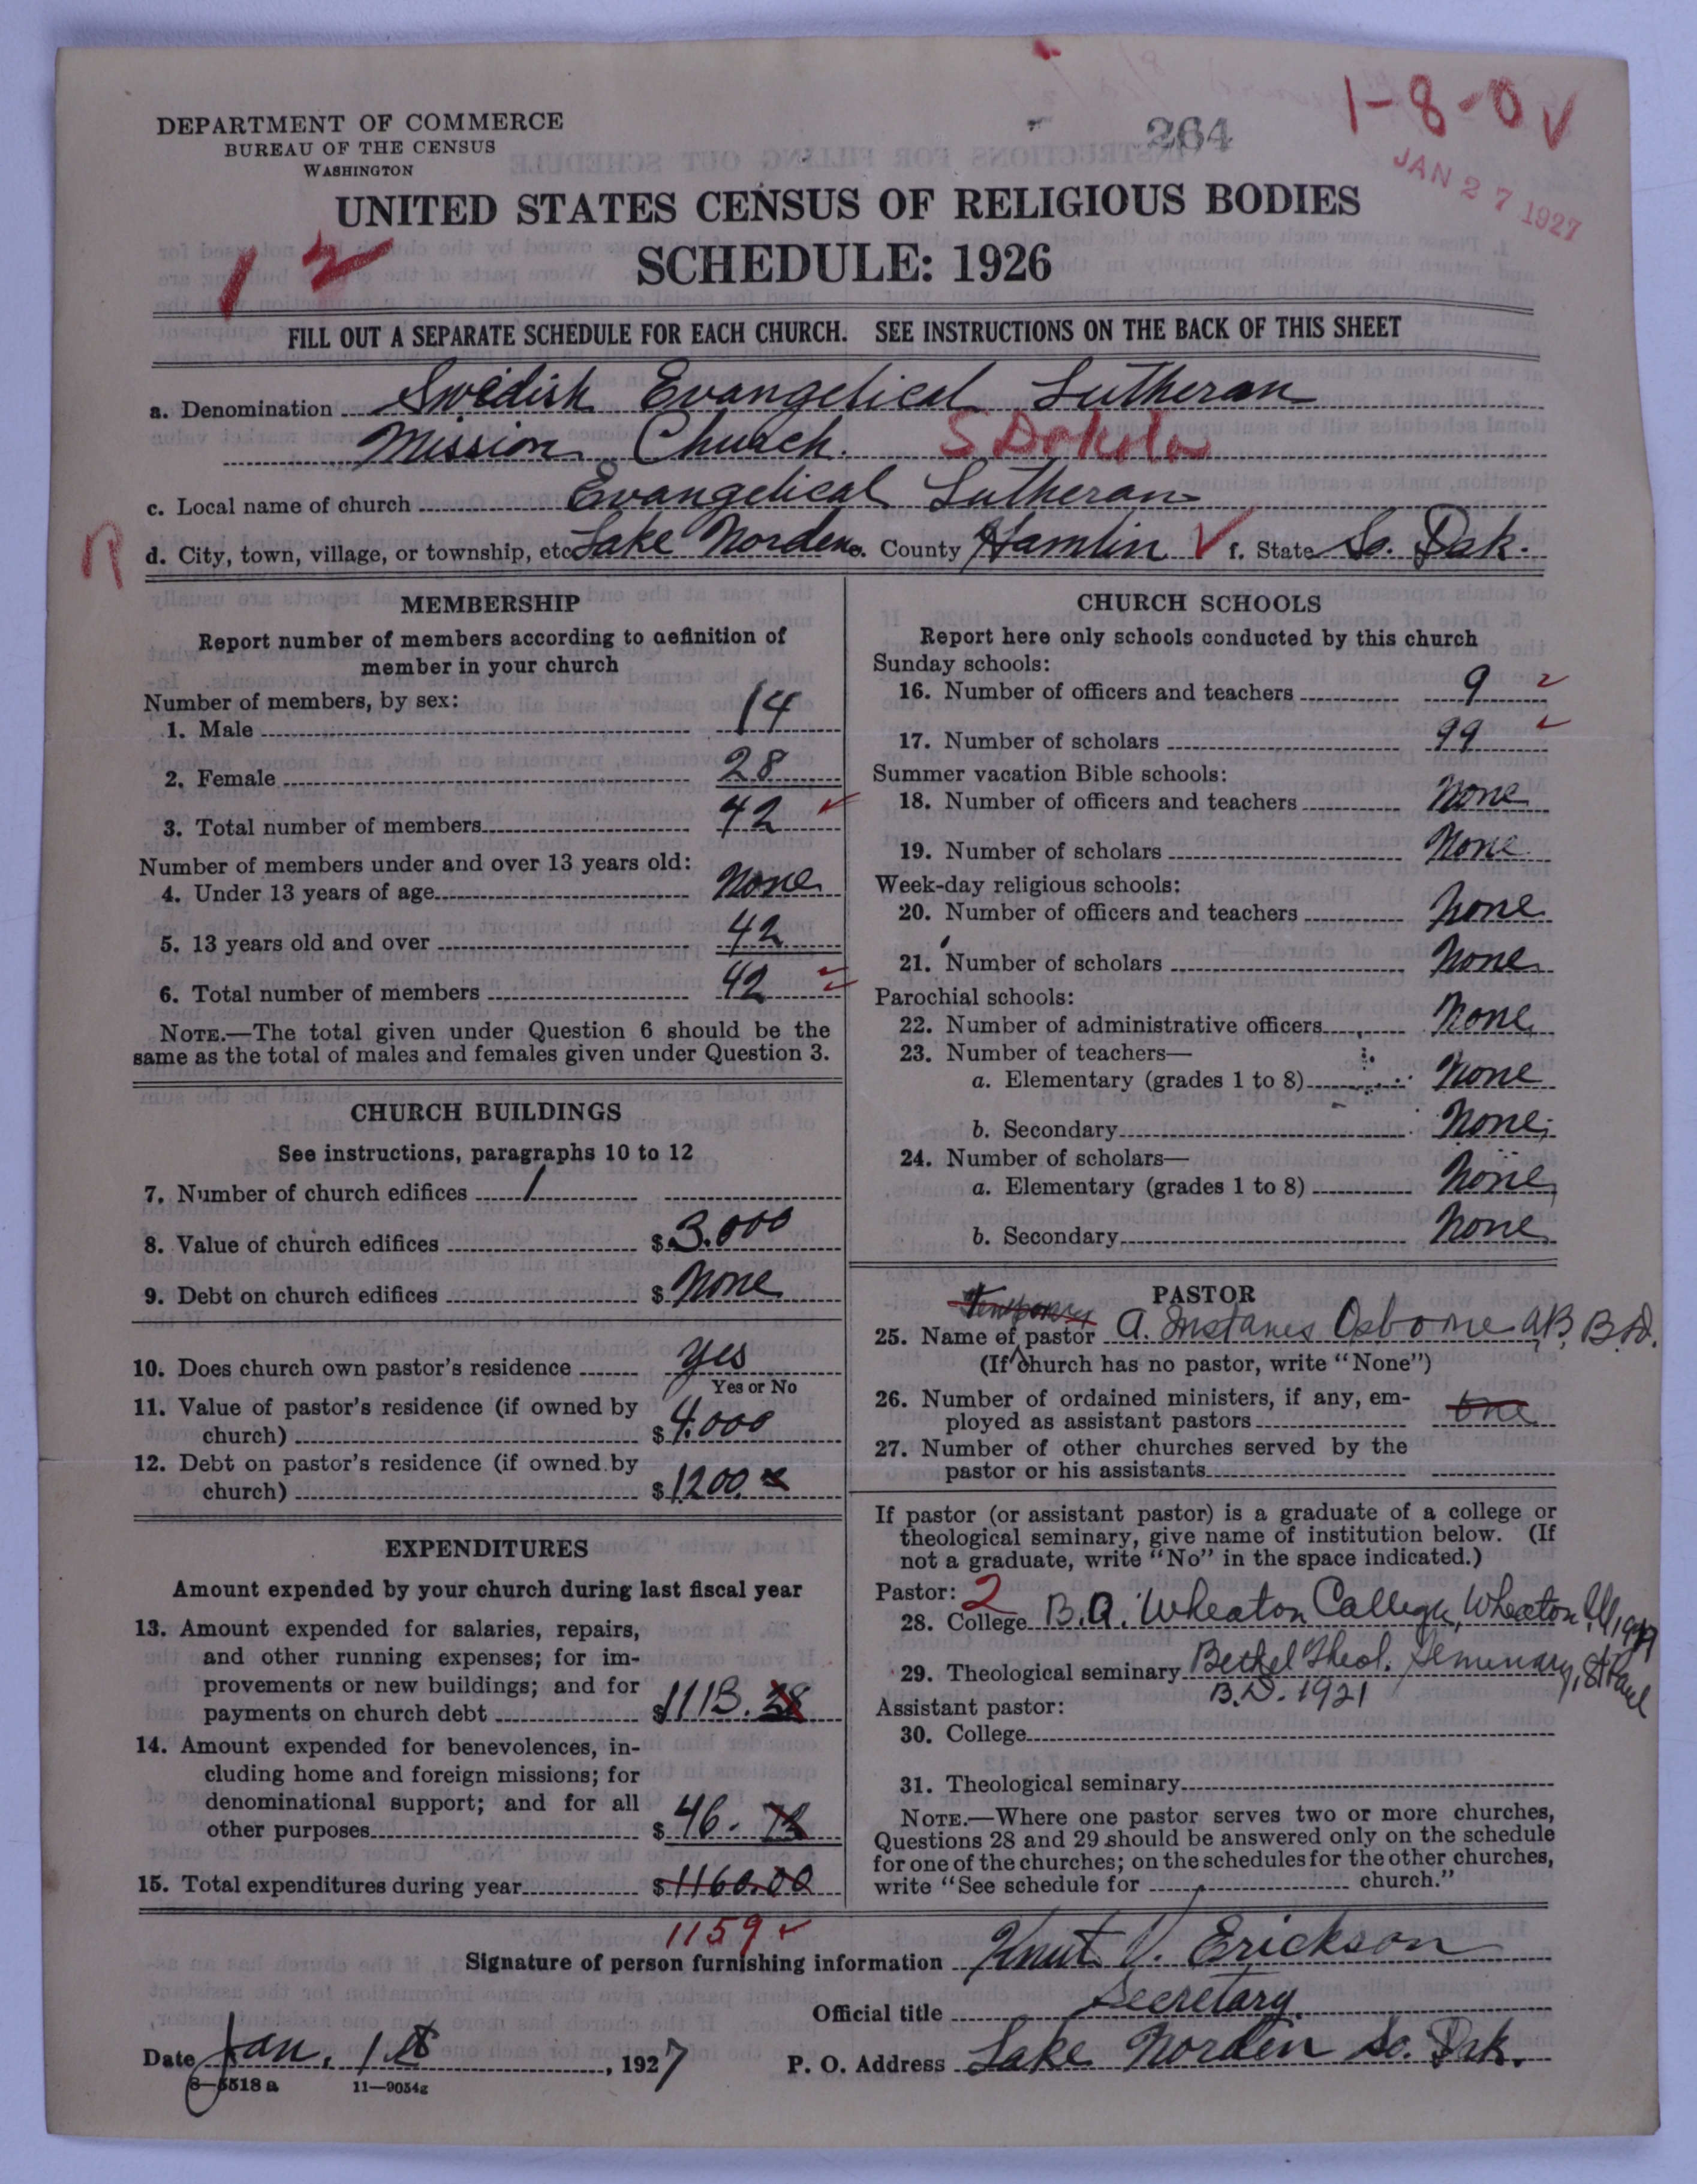 DEPARTMENT OF COMMERCE
BUREAU OF THE CENSUS
WASHINGTON
264
1-8-0 ✓
JAN 27 1927
UNITED STATES CENSUS OF RELIGIOUS BODIES
SCHEDULE: 1926
1 2
FILL OUT A SEPARATE SCHEDULE FOR EACH CHURCH. SEE INSTRUCTIONS ON THE BACK OF THIS SHEET
a. Denomination Swedish Evangelical Lutheran
Mission Church. S Dakota
c. Local name of church Evangelical Lutheran
R d. City, town, village, or township, etc. Lake Norden e. County Hamlin ✓ f. State So. Dak.
MEMBERSHIP
Report number of members according to definition of
member in your church
Number of members, by sex:
1. Male 14
2. Female 28
3. Total number of members 42 ✓
Number of members under and over 13 years old:
4. Under 13 years of age None
5. 13 years old and over 42
6. Total number of members 42 ✓
NOTE.—The total given under Question 6 should be the
same as the total of males and females given under Question 3.
CHURCH BUILDINGS
See instructions, paragraphs 10 to 12
7. Number of church edifices 1
8. Value of church edifices $ 3.000
9. Debt on church edifices $ None
10. Does church own pastor's residence yes
Yes or No
11. Value of pastor's residence (if owned by
church) $ 4.000
12. Debt on pastor's residence (if owned by
church) $ 1200.
EXPENDITURES
Amount expended by your church during last fiscal year
13. Amount expended for salaries, repairs,
and other running expenses; for im-
provements or new buildings; and for
payments on church debt $ 1113. 28
14. Amount expended for benevolences, in-
cluding home and foreign missions; for
denominational support; and for all
other purposes $ 46.
15. Total expenditures during year $ 1160.00
1159 ✓
CHURCH SCHOOLS
Report here only schools conducted by this church
Sunday schools:
16. Number of officers and teachers 9 ✓
17. Number of scholars 99 ✓
Summer vacation Bible schools:
18. Number of officers and teachers None
19. Number of scholars None
Week-day religious schools:
20. Number of officers and teachers None
21. Number of scholars None
Parochial schools:
22. Number of administrative officers None
23. Number of teachers—
a. Elementary (grades 1 to 8) None
b. Secondary None
24. Number of scholars—
a. Elementary (grades 1 to 8) None
b. Secondary None
PASTOR
Temporary
25. Name of pastor A. Osborne AB, B.D.
(If church has no pastor, write "None")
26. Number of ordained ministers, if any, em-
ployed as assistant pastors one
27. Number of other churches served by the
pastor or his assistants
If pastor (or assistant pastor) is a graduate of a college or
theological seminary, give name of institution below. (If
not a graduate, write "No" in the space indicated.)
Pastor: 2
28. College B.A. Wheaton College, Wheaton, Ill,
29. Theological seminary Bethel Theol. Seminary, St Paul
B.D. 1921
Assistant pastor:
30. College
31. Theological seminary
NOTE.—Where one pastor serves two or more churches,
Questions 28 and 29 should be answered only on the schedule
for one of the churches; on the schedules for the other churches,
write "See schedule for church."
Signature of person furnishing information Knut V. Erickson
Official title Secretary.
Date Jan. 1st, 1927 P. O. Address Lake Norden So. Dak.
8-5518 a 11—9054g